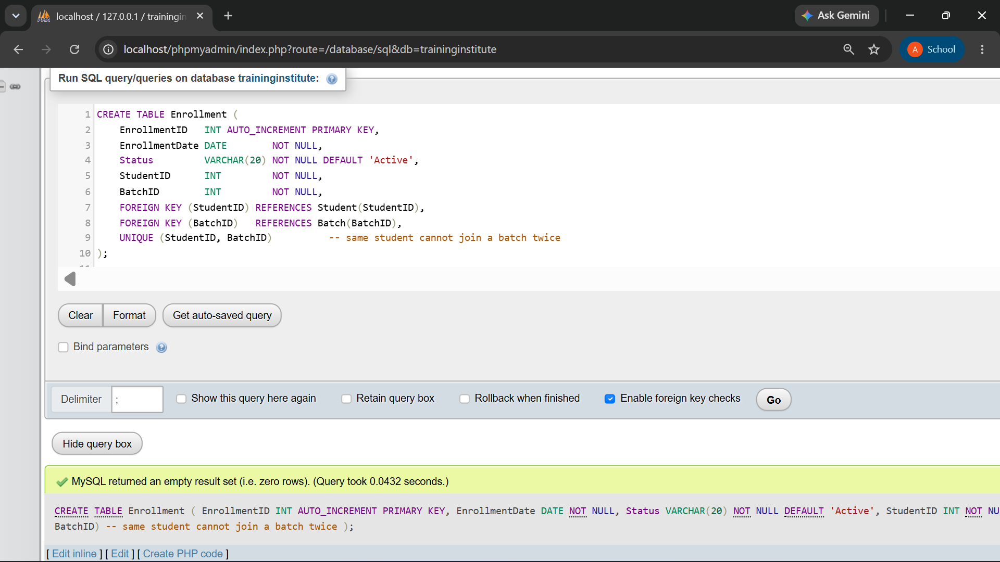 localhost / 127.0.0.1 / trainingin
Ask Gemini
localhost/phpmyadmin/index.php?route=/database/sql&db=traininginstitute
A School
Run SQL query/queries on database traininginstitute:
1 CREATE TABLE Enrollment (
2 EnrollmentID INT AUTO_INCREMENT PRIMARY KEY,
3 EnrollmentDate DATE NOT NULL,
4 Status VARCHAR(20) NOT NULL DEFAULT 'Active',
5 StudentID INT NOT NULL,
6 BatchID INT NOT NULL,
7 FOREIGN KEY (StudentID) REFERENCES Student(StudentID),
8 FOREIGN KEY (BatchID) REFERENCES Batch(BatchID),
9 UNIQUE (StudentID, BatchID) -- same student cannot join a batch twice
10 );
Clear Format Get auto-saved query
Bind parameters
Delimiter ; Show this query here again Retain query box Rollback when finished Enable foreign key checks Go
Hide query box
MySQL returned an empty result set (i.e. zero rows). (Query took 0.0432 seconds.)
CREATE TABLE Enrollment ( EnrollmentID INT AUTO_INCREMENT PRIMARY KEY, EnrollmentDate DATE NOT NULL, Status VARCHAR(20) NOT NULL DEFAULT 'Active', StudentID INT NOT NU
BatchID) -- same student cannot join a batch twice );
[ Edit inline ] [ Edit ] [ Create PHP code ]